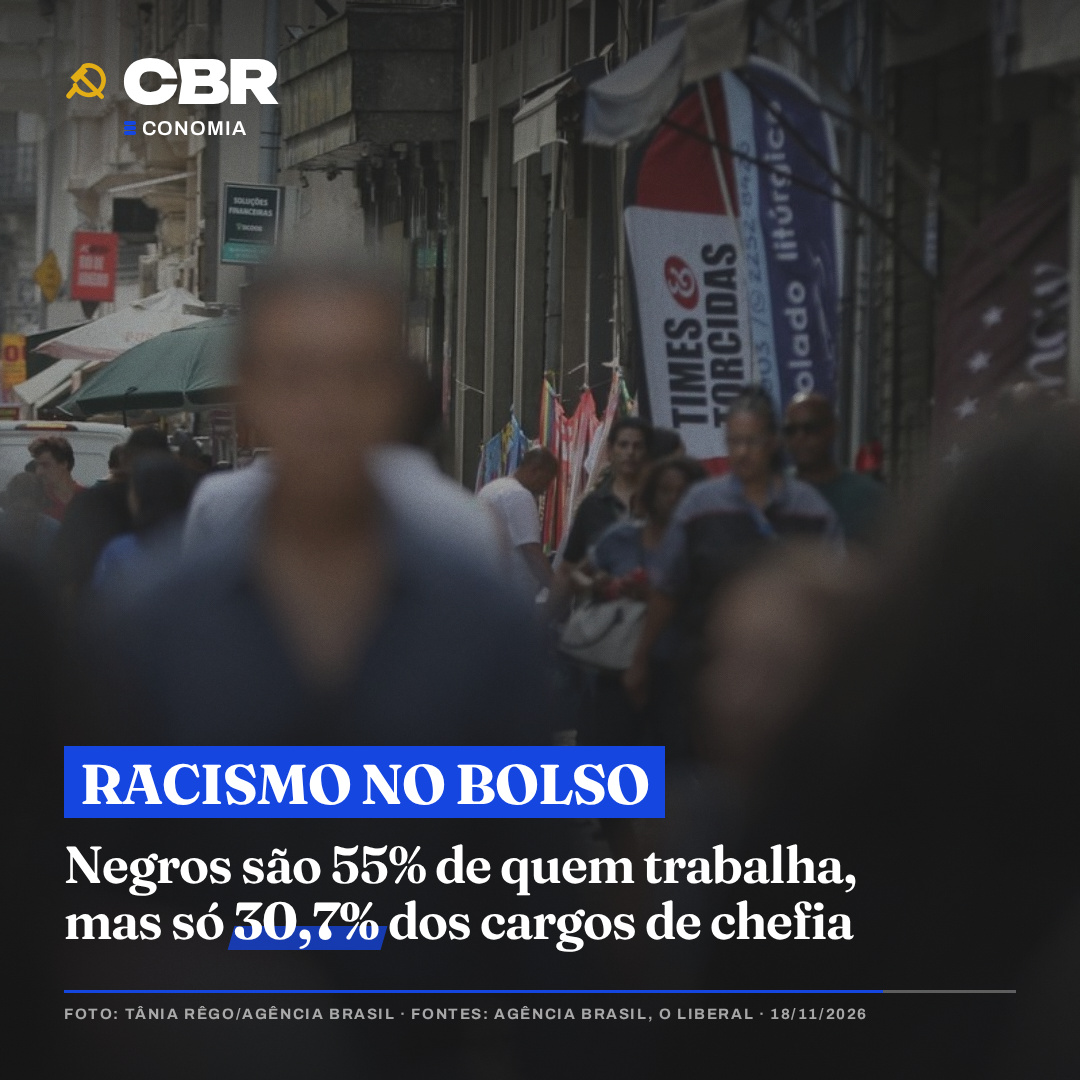 CBR
CONOMIA
SOLUÇÕES
FINANCEIRAS
TIMES &
TORCIDAS
litúrgico
RACISMO NO BOLSO
Negros são 55% de quem trabalha,
mas só 30,7% dos cargos de chefia
FOTO: TÂNIA RÊGO/AGÊNCIA BRASIL · FONTES: AGÊNCIA BRASIL, O LIBERAL · 18/11/2026